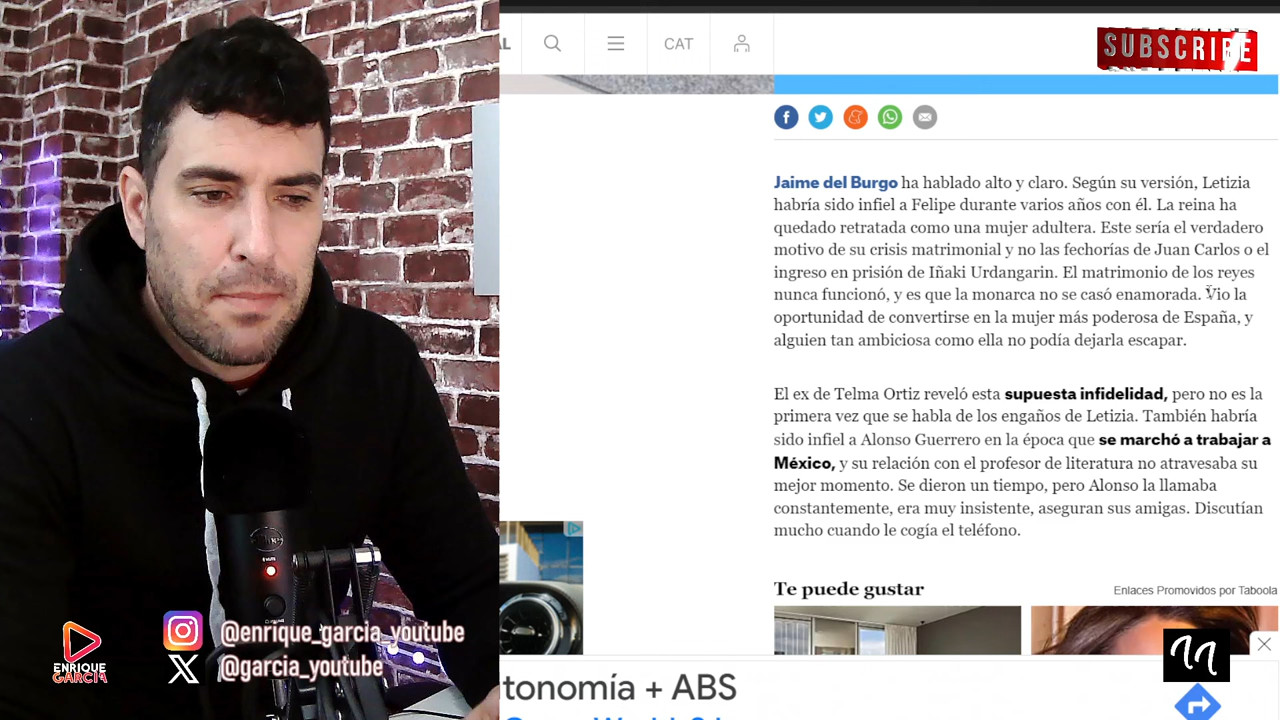 AL
CAT
SUBSCRIBE
Jaime del Burgo ha hablado alto y claro. Según su versión, Letizia
habría sido infiel a Felipe durante varios años con él. La reina ha
quedado retratada como una mujer adultera. Este sería el verdadero
motivo de su crisis matrimonial y no las fechorías de Juan Carlos o el
ingreso en prisión de Iñaki Urdangarin. El matrimonio de los reyes
nunca funcionó, y es que la monarca no se casó enamorada. Vio la
oportunidad de convertirse en la mujer más poderosa de España, y
alguien tan ambiciosa como ella no podía dejarla escapar.
El ex de Telma Ortiz reveló esta supuesta infidelidad, pero no es la
primera vez que se habla de los engaños de Letizia. También habría
sido infiel a Alonso Guerrero en la época que se marchó a trabajar a
México, y su relación con el profesor de literatura no atravesaba su
mejor momento. Se dieron un tiempo, pero Alonso la llamaba
constantemente, era muy insistente, aseguran sus amigas. Discutían
mucho cuando le cogía el teléfono.
Te puede gustar
Enlaces Promovidos por Taboola
tonomía + ABS
ENRIQUE
GARCIA
@enrique_garcia_youtube
@garcia_youtube